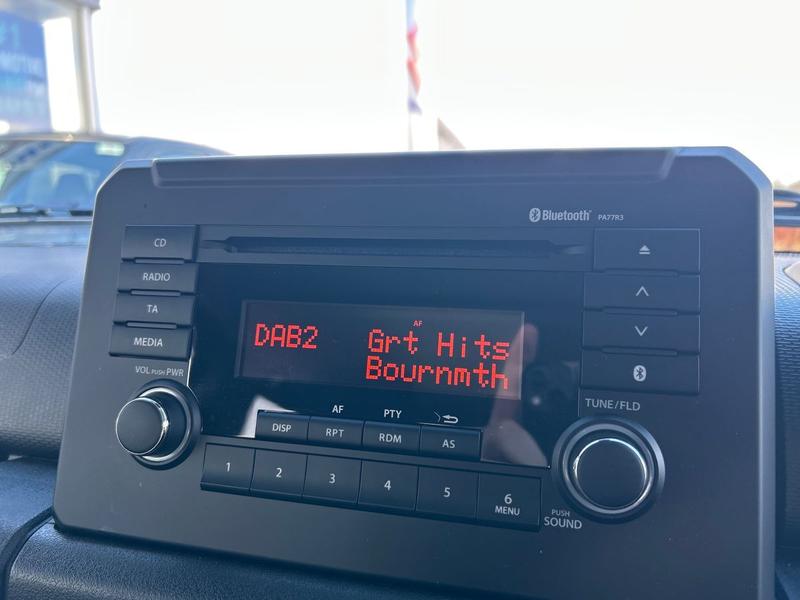 #1
Bluetooth PA77R3
CD
RADIO
TA
MEDIA
VOL PUSH PWR
AF
DAB2 Grt Hits
Bournmth
TUNE/FLD
AF PTY
DISP RPT RDM AS
1 2 3 4 5 6
MENU
PUSH
SOUND